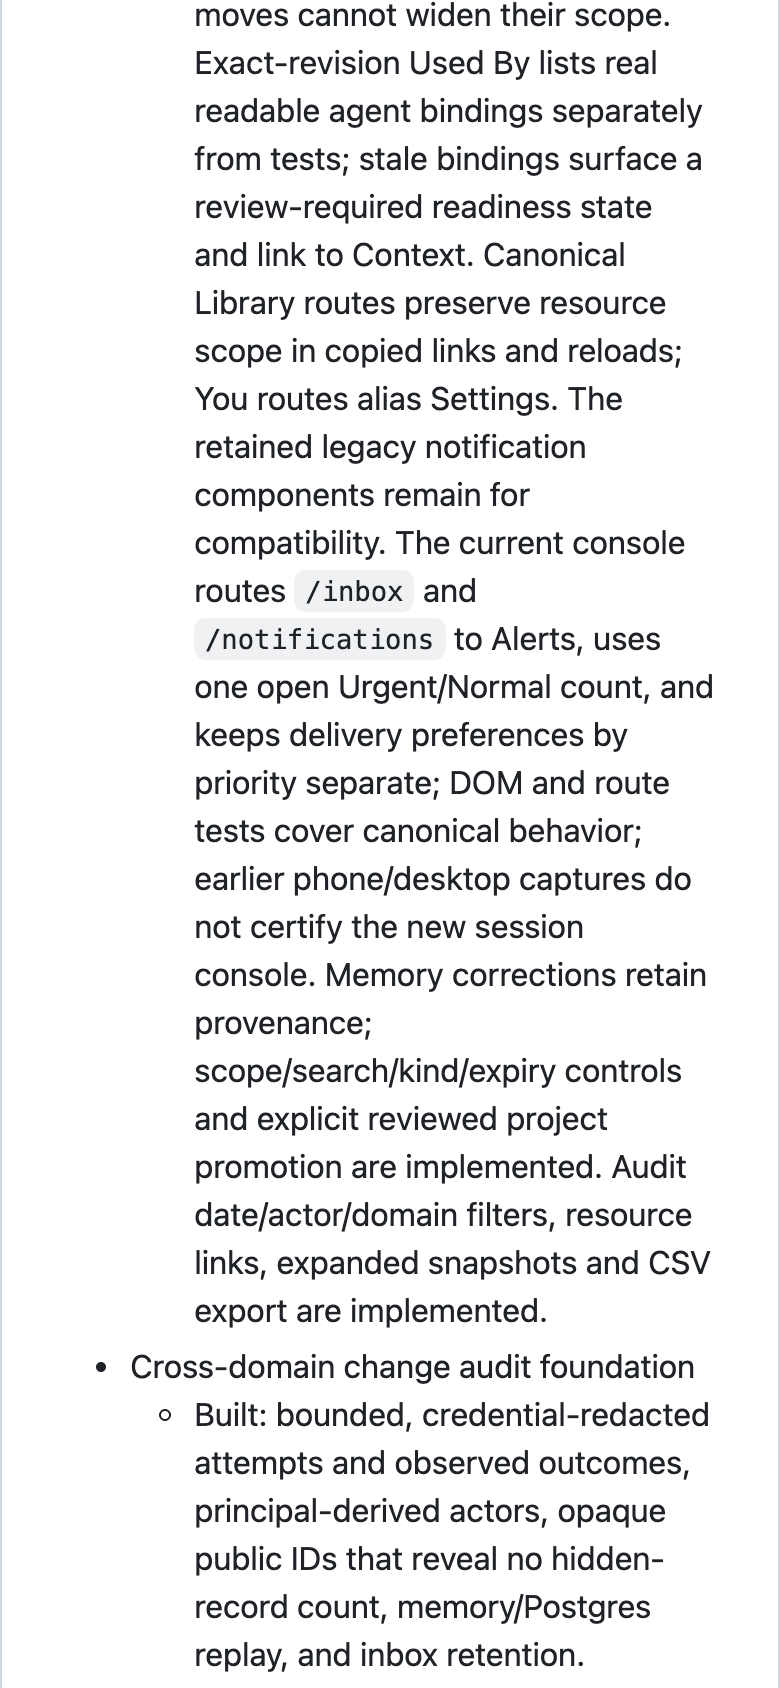 moves cannot widen their scope.
Exact-revision Used By lists real
readable agent bindings separately
from tests; stale bindings surface a
review-required readiness state
and link to Context. Canonical
Library routes preserve resource
scope in copied links and reloads;
You routes alias Settings. The
retained legacy notification
components remain for
compatibility. The current console
routes /inbox and
/notifications to Alerts, uses
one open Urgent/Normal count, and
keeps delivery preferences by
priority separate; DOM and route
tests cover canonical behavior;
earlier phone/desktop captures do
not certify the new session
console. Memory corrections retain
provenance;
scope/search/kind/expiry controls
and explicit reviewed project
promotion are implemented. Audit
date/actor/domain filters, resource
links, expanded snapshots and CSV
export are implemented.
• Cross-domain change audit foundation
◦ Built: bounded, credential-redacted
attempts and observed outcomes,
principal-derived actors, opaque
public IDs that reveal no hidden-
record count, memory/Postgres
replay, and inbox retention.